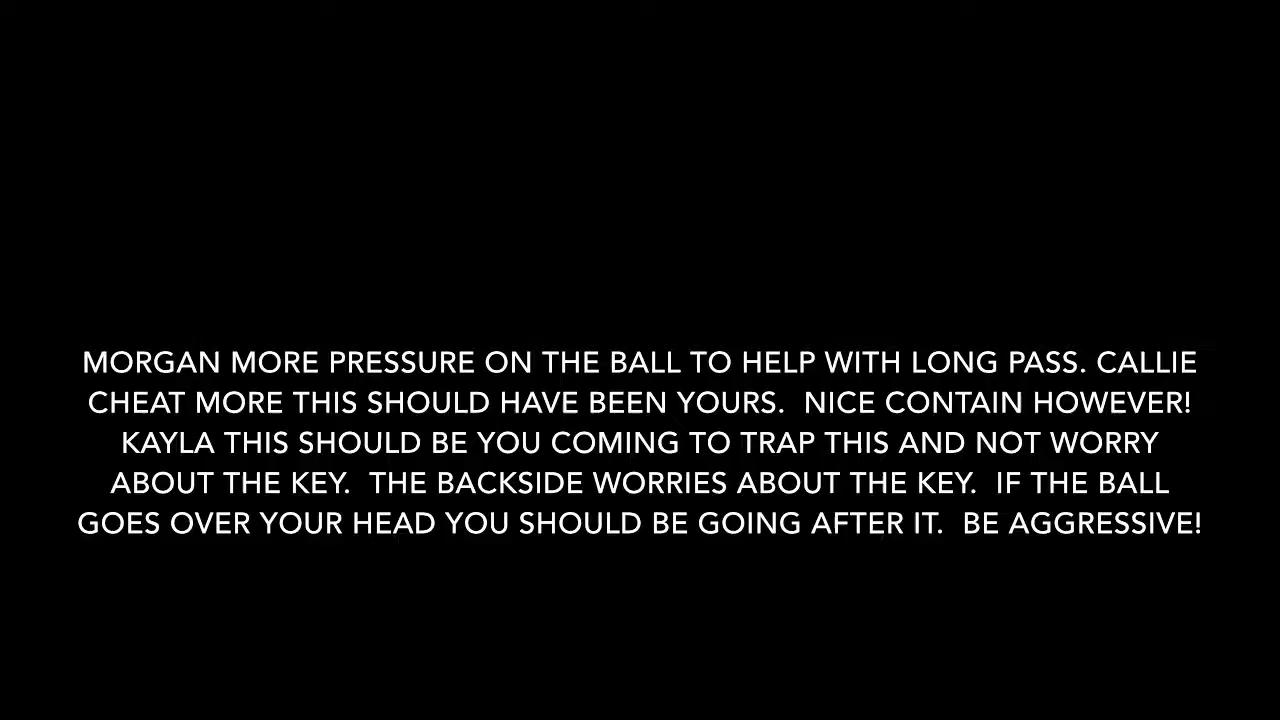 MORGAN MORE PRESSURE ON THE BALL TO HELP WITH LONG PASS. CALLIE
CHEAT MORE THIS SHOULD HAVE BEEN YOURS.  NICE CONTAIN HOWEVER!
KAYLA THIS SHOULD BE YOU COMING TO TRAP THIS AND NOT WORRY
ABOUT THE KEY.  THE BACKSIDE WORRIES ABOUT THE KEY.  IF THE BALL
GOES OVER YOUR HEAD YOU SHOULD BE GOING AFTER IT.  BE AGGRESSIVE!